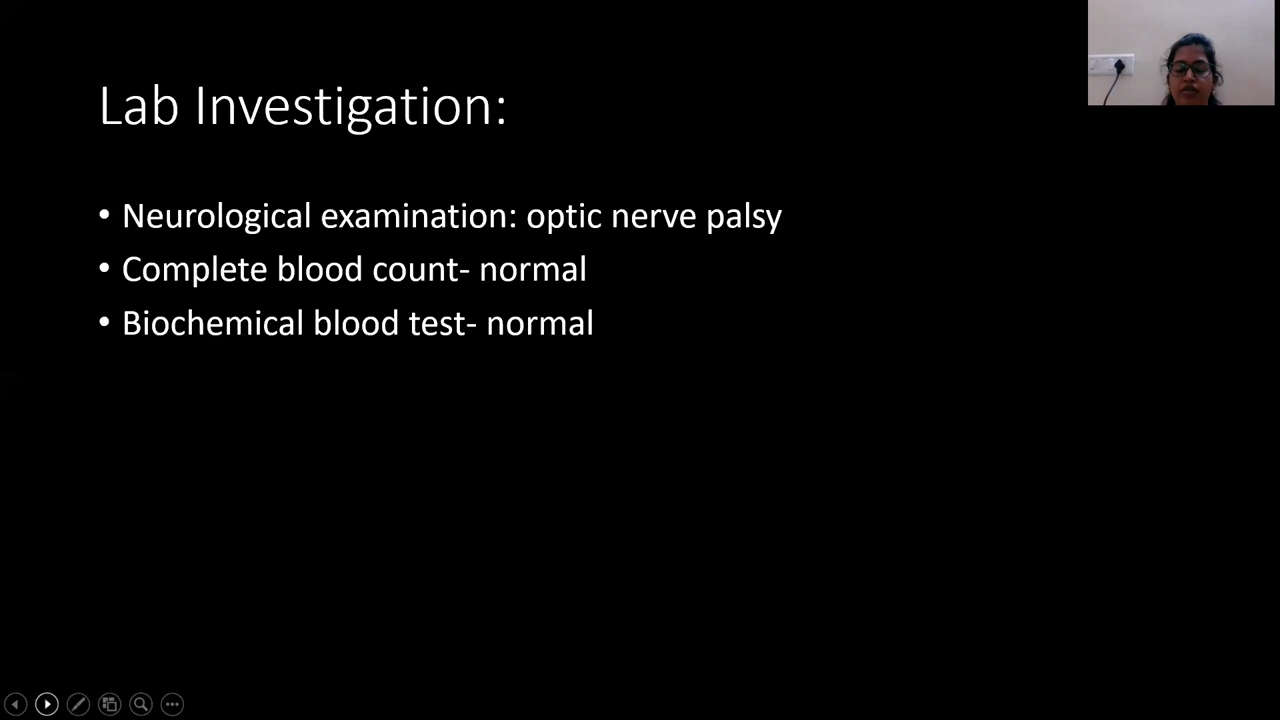 Lab Investigation:
• Neurological examination: optic nerve palsy
• Complete blood count- normal
• Biochemical blood test- normal